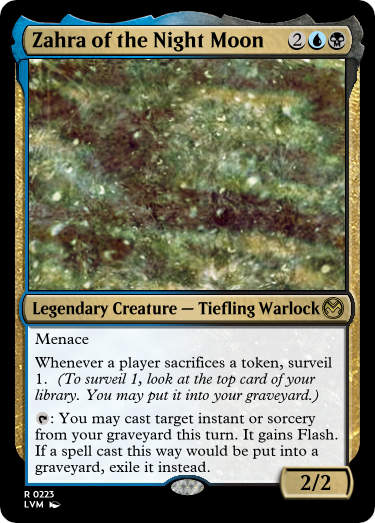 Zahra of the Night Moon 2
Legendary Creature — Tiefling Warlock
Menace
Whenever a player sacrifices a token, surveil
1. (To surveil 1, look at the top card of your
library. You may put it into your graveyard.)
: You may cast target instant or sorcery
from your graveyard this turn. It gains Flash.
If a spell cast this way would be put into a
graveyard, exile it instead.
2/2
R 0223
LVM